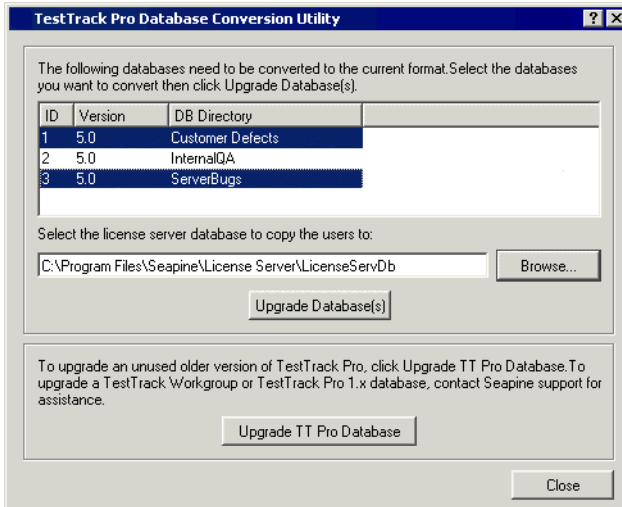 TestTrack Pro Database Conversion Utility
The following databases need to be converted to the current format.Select the databases
you want to convert then click Upgrade Database(s).
ID Version DB Directory
1 5.0 Customer Defects
2 5.0 InternalQA
3 5.0 ServerBugs
Select the license server database to copy the users to:
C:\Program Files\Seapine\License Server\LicenseServDb Browse...
Upgrade Database(s)
To upgrade an unused older version of TestTrack Pro, click Upgrade TT Pro Database.To
upgrade a TestTrack Workgroup or TestTrack Pro 1.x database, contact Seapine support for
assistance.
Upgrade TT Pro Database
Close